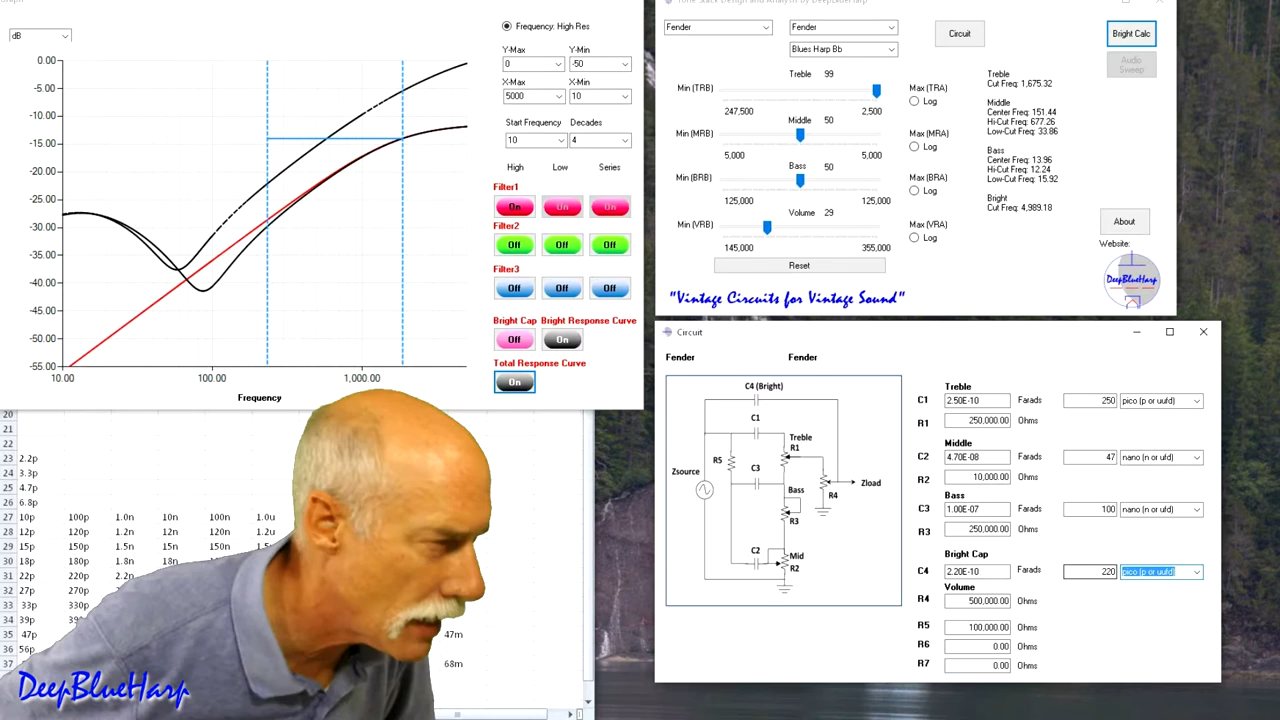 dB
0.00
-5.00
-10.00
-15.00
-20.00
-25.00
-30.00
-35.00
-40.00
-45.00
-50.00
-55.00
10.00 100.00 1,000.00
Frequency
Frequency: High Res
Y-Max Y-Min
0 -50
X-Max X-Min
5000 10
Start Frequency Decades
10 4
High Low Series
Filter1
On On On
Filter2
Off Off Off
Filter3
Off Off Off
Bright Cap Bright Response Curve
Off On
Total Response Curve
On
Tone Stack Design and Analysis by DeepBlueHarp
Fender Fender Circuit Bright Calc
Blues Harp Bb
Audio Sweep
Treble 99
Min (TRB) Max (TRA)
Log
247,500 2,500
Middle 50
Min (MRB) Max (MRA)
Log
5,000 5,000
Bass 50
Min (BRB) Max (BRA)
Log
125,000 125,000
Volume 29
Min (VRB) Max (VRA)
Log
145,000 355,000
Reset
Treble
Cut Freq: 1,675.32
Middle
Center Freq: 151.44
Hi-Cut Freq: 677.26
Low-Cut Freq: 33.86
Bass
Center Freq: 13.96
Hi-Cut Freq: 12.24
Low-Cut Freq: 15.92
Bright
Cut Freq: 4,989.18
About
Website:
DeepBlueHarp
"Vintage Circuits for Vintage Sound"
Circuit
Fender Fender
C4 (Bright)
C1
Treble
R1
R5
C3
Zsource
Zload
R4
Bass
R3
C2
Mid
R2
Treble
C1 2.50E-10 Farads 250 pico (p or uufd)
R1 250,000.00 Ohms
Middle
C2 4.70E-08 Farads 47 nano (n or ufd)
R2 10,000.00 Ohms
Bass
C3 1.00E-07 Farads 100 nano (n or ufd)
R3 250,000.00 Ohms
Bright Cap
C4 2.20E-10 Farads 220 pico (p or uufd)
Volume
R4 500,000.00 Ohms
R5 100,000.00 Ohms
R6 0.00 Ohms
R7 0.00 Ohms
20
21
22
23 2.2p
24 3.3p
25 4.7p
26 6.8p
27 10p 100p 1.0n 10n 100n 1.0u
28 12p 120p 1.2n 12n 120n 1.2u
29 15p 150p 1.5n 15n 150n
30 18p 180p 1.8n 18n 180n
31 22p 220p 2.2n
32 27p 270p
33 33p 330p
34 39p
35 47p 47m
36 56p
37 68m
DeepBlueHarp